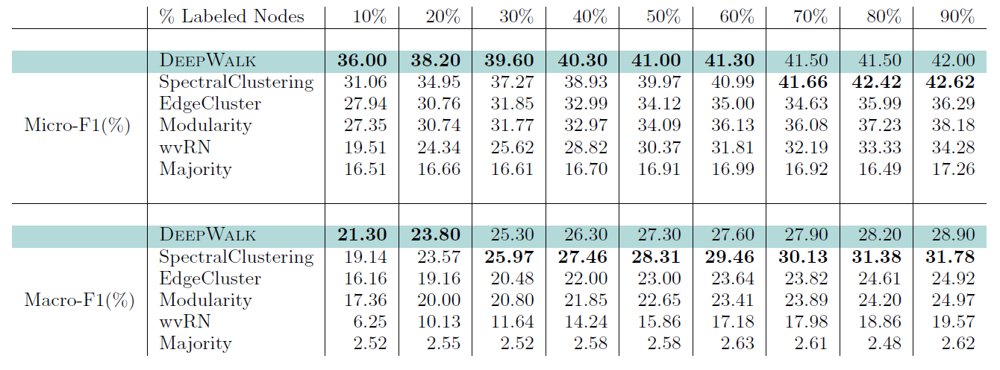 % Labeled Nodes 10% 20% 30% 40% 50% 60% 70% 80% 90%
DEEPWALK 36.00 38.20 39.60 40.30 41.00 41.30 41.50 41.50 42.00
SpectralClustering 31.06 34.95 37.27 38.93 39.97 40.99 41.66 42.42 42.62
EdgeCluster 27.94 30.76 31.85 32.99 34.12 35.00 34.63 35.99 36.29
Micro-F1(%) Modularity 27.35 30.74 31.77 32.97 34.09 36.13 36.08 37.23 38.18
wvRN 19.51 24.34 25.62 28.82 30.37 31.81 32.19 33.33 34.28
Majority 16.51 16.66 16.61 16.70 16.91 16.99 16.92 16.49 17.26
DEEPWALK 21.30 23.80 25.30 26.30 27.30 27.60 27.90 28.20 28.90
SpectralClustering 19.14 23.57 25.97 27.46 28.31 29.46 30.13 31.38 31.78
EdgeCluster 16.16 19.16 20.48 22.00 23.00 23.64 23.82 24.61 24.92
Macro-F1(%) Modularity 17.36 20.00 20.80 21.85 22.65 23.41 23.89 24.20 24.97
wvRN 6.25 10.13 11.64 14.24 15.86 17.18 17.98 18.86 19.57
Majority 2.52 2.55 2.52 2.58 2.58 2.63 2.61 2.48 2.62